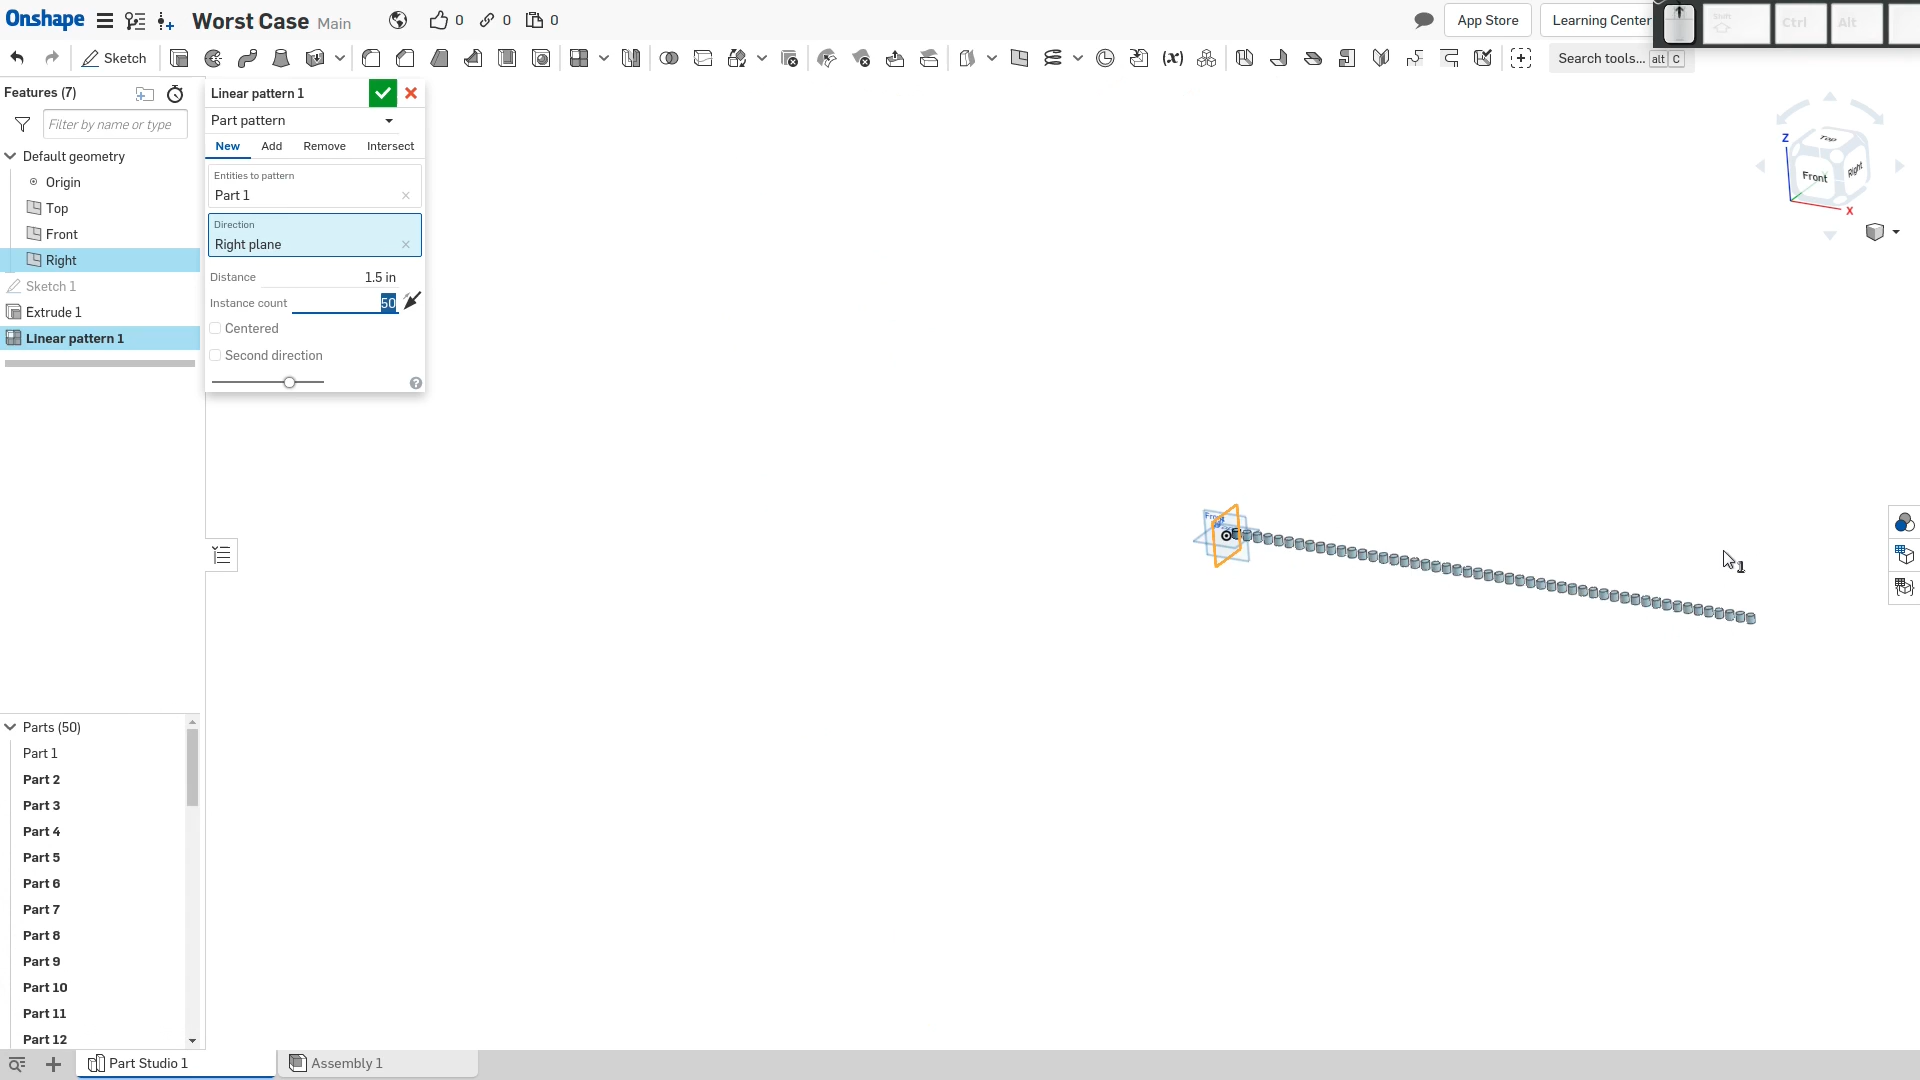 Onshape Worst Case Main 0 0 0 App Store Learning Center Shift Ctrl Alt
Sketch Search tools... alt C
Features (7)
Filter by name or type
Default geometry
Origin
Top
Front
Right
Sketch 1
Extrude 1
Linear pattern 1
Linear pattern 1
Part pattern
New Add Remove Intersect
Entities to pattern
Part 1
Direction
Right plane
Distance 1.5 in
Instance count 50
Centered
Second direction
Z
Top
Front
Right
X
Front
1
Parts (50)
Part 1
Part 2
Part 3
Part 4
Part 5
Part 6
Part 7
Part 8
Part 9
Part 10
Part 11
Part 12
Part Studio 1 Assembly 1